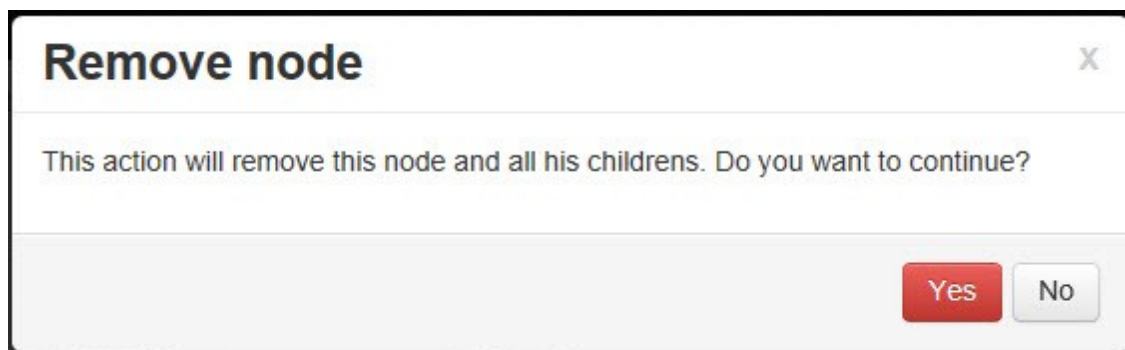 Remove node
x
This action will remove this node and all his childrens. Do you want to continue?
Yes
No